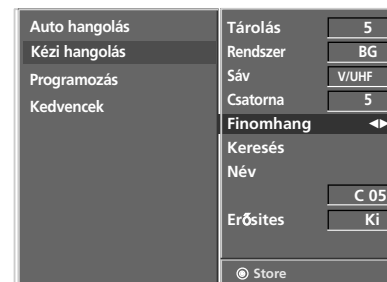 Auto hangolás
Kézi hangolás
Programozás
Kedvencek
Tárolás 5
Rendszer BG
Sáv V/UHF
Csatorna 5
Finomhang
Keresés
Név
C 05
Erősites Ki
Store